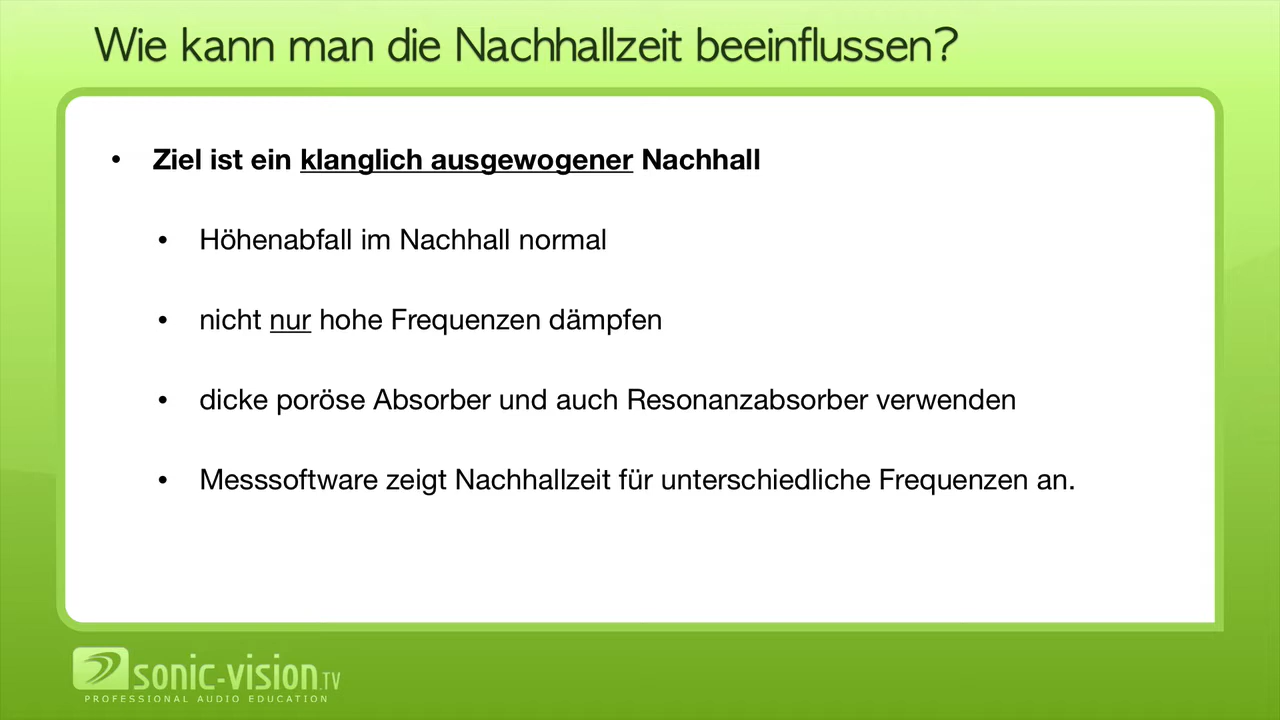 Wie kann man die Nachhallzeit beeinflussen?
• Ziel ist ein klanglich ausgewogener Nachhall
• Höhenabfall im Nachhall normal
• nicht nur hohe Frequenzen dämpfen
• dicke poröse Absorber und auch Resonanzabsorber verwenden
• Messsoftware zeigt Nachhallzeit für unterschiedliche Frequenzen an.
sonic-vision.TV
PROFESSIONAL AUDIO EDUCATION